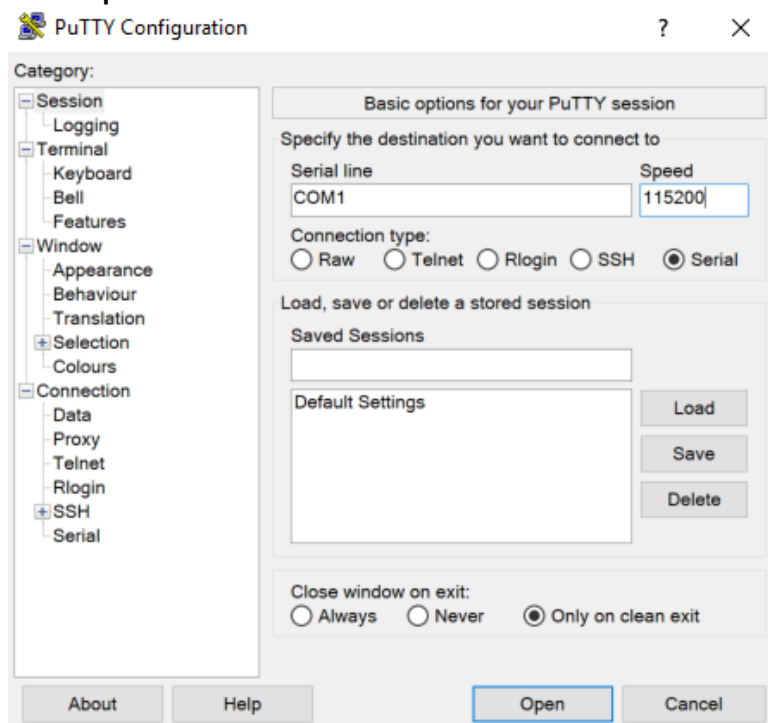 PuTTY Configuration
?
Category:
Session
Logging
Terminal
Keyboard
Bell
Features
Window
Appearance
Behaviour
Translation
Selection
Colours
Connection
Data
Proxy
Telnet
Rlogin
SSH
Serial
Basic options for your PuTTY session
Specify the destination you want to connect to
Serial line Speed
COM1 115200
Connection type:
Raw Telnet Rlogin SSH Serial
Load, save or delete a stored session
Saved Sessions
Default Settings
Load
Save
Delete
Close window on exit:
Always Never Only on clean exit
About Help Open Cancel